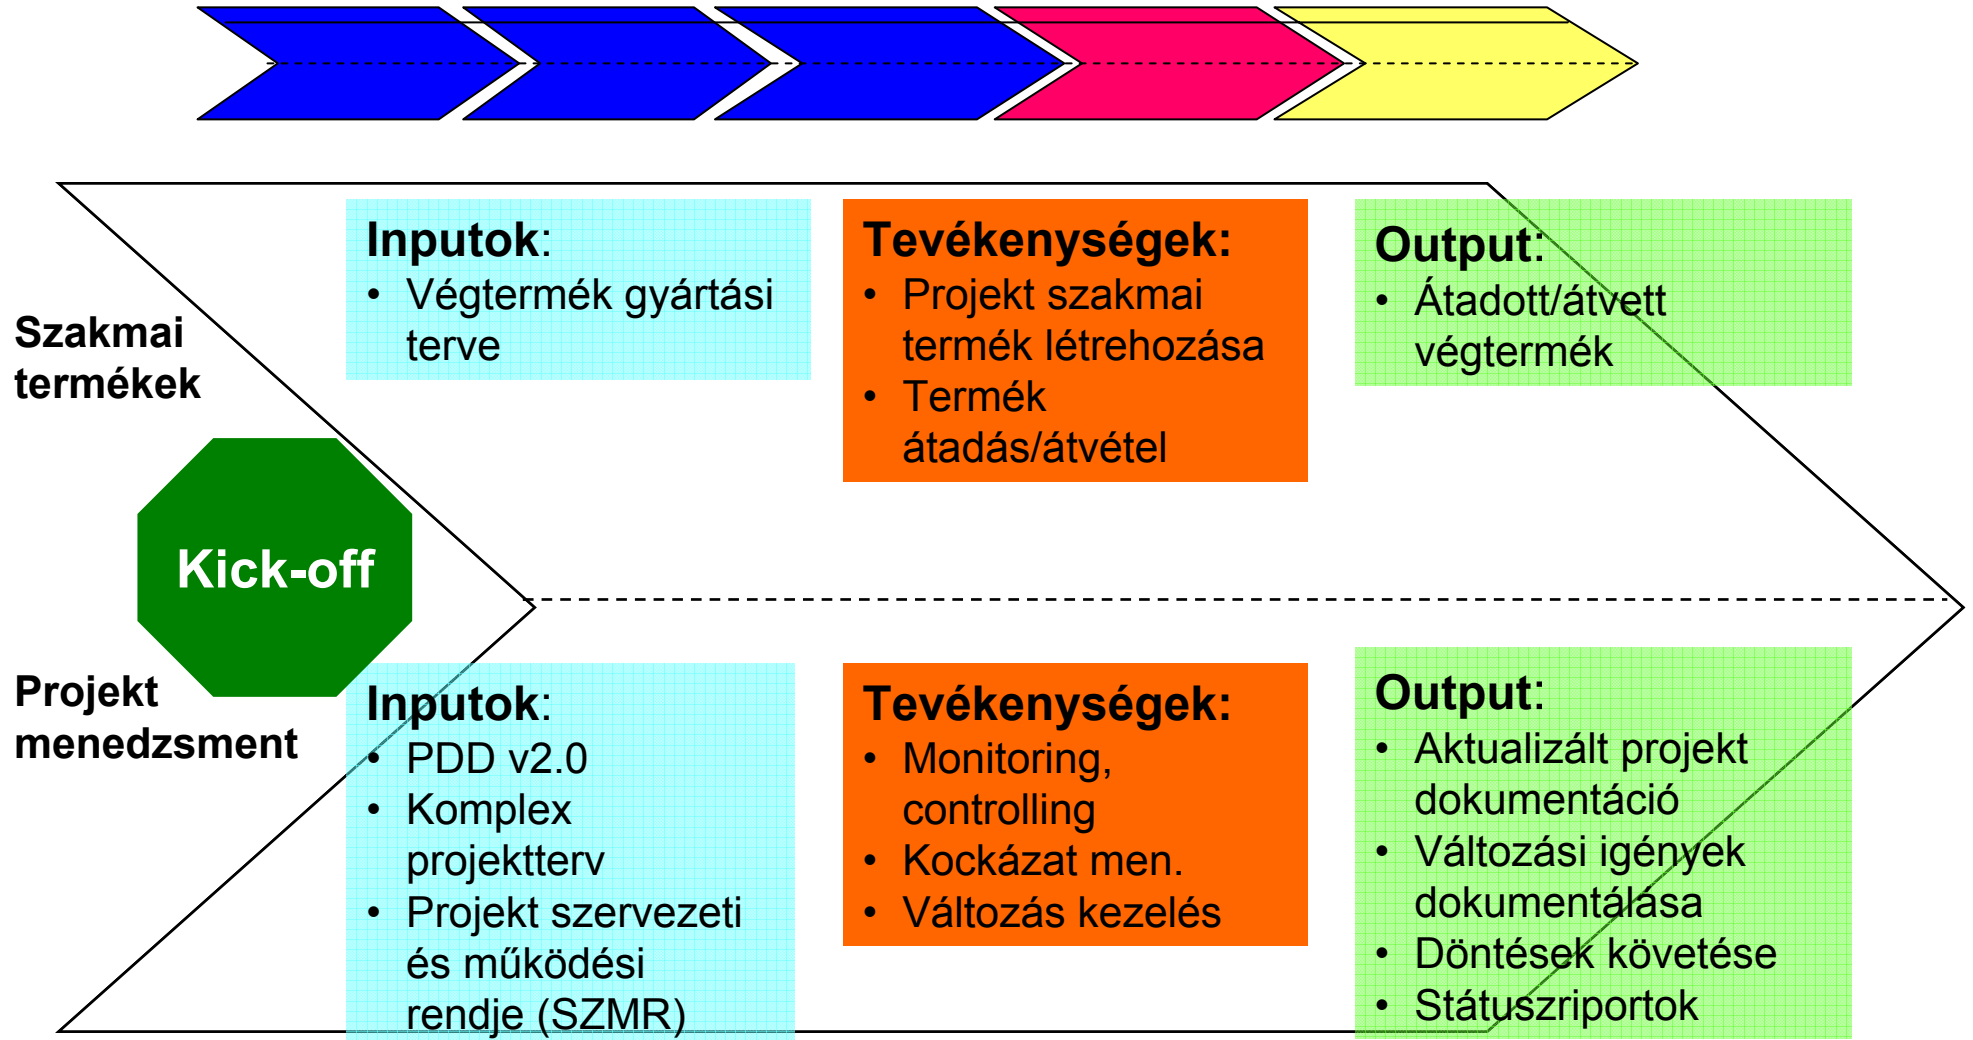 Szakmai
termékek
Inputok:
• Végtermék gyártási
terve
Tevékenységek:
• Projekt szakmai
termék létrehozása
• Termék
átadás/átvétel
Output:
• Átadott/átvett
végtermék
Kick-off
Projekt
menedzsment
Inputok:
• PDD v2.0
• Komplex
projektterv
• Projekt szervezeti
és működési
rendje (SZMR)
Tevékenységek:
• Monitoring,
controlling
• Kockázat men.
• Változás kezelés
Output:
• Aktualizált projekt
dokumentáció
• Változási igények
dokumentálása
• Döntések követése
• Státuszriportok